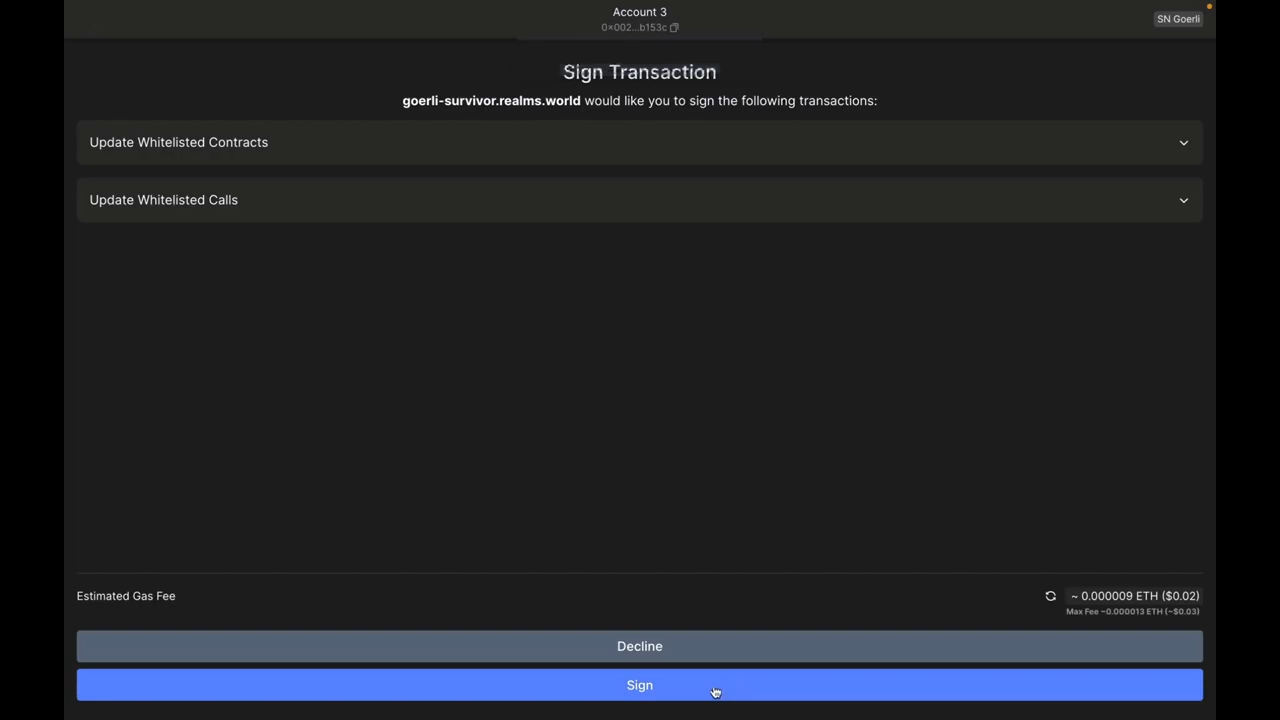 Account 3
0×002...b153c
SN Goerli
Sign Transaction
goerli-survivor.realms.world would like you to sign the following transactions:
Update Whitelisted Contracts
Update Whitelisted Calls
Estimated Gas Fee
~ 0.000009 ETH ($0.02)
Max Fee ~0.000013 ETH (~$0.03)
Decline
Sign